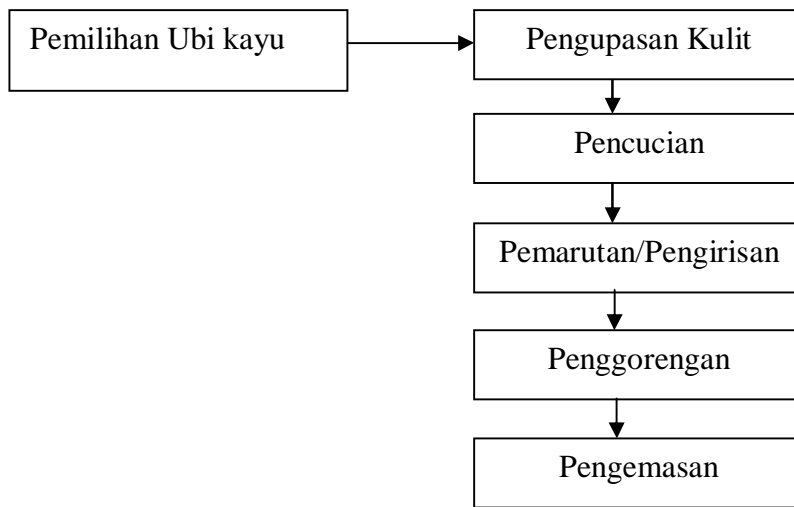 Pemilihan Ubi kayu
Pengupasan Kulit
Pencucian
Pemarutan/Pengirisan
Penggorengan
Pengemasan